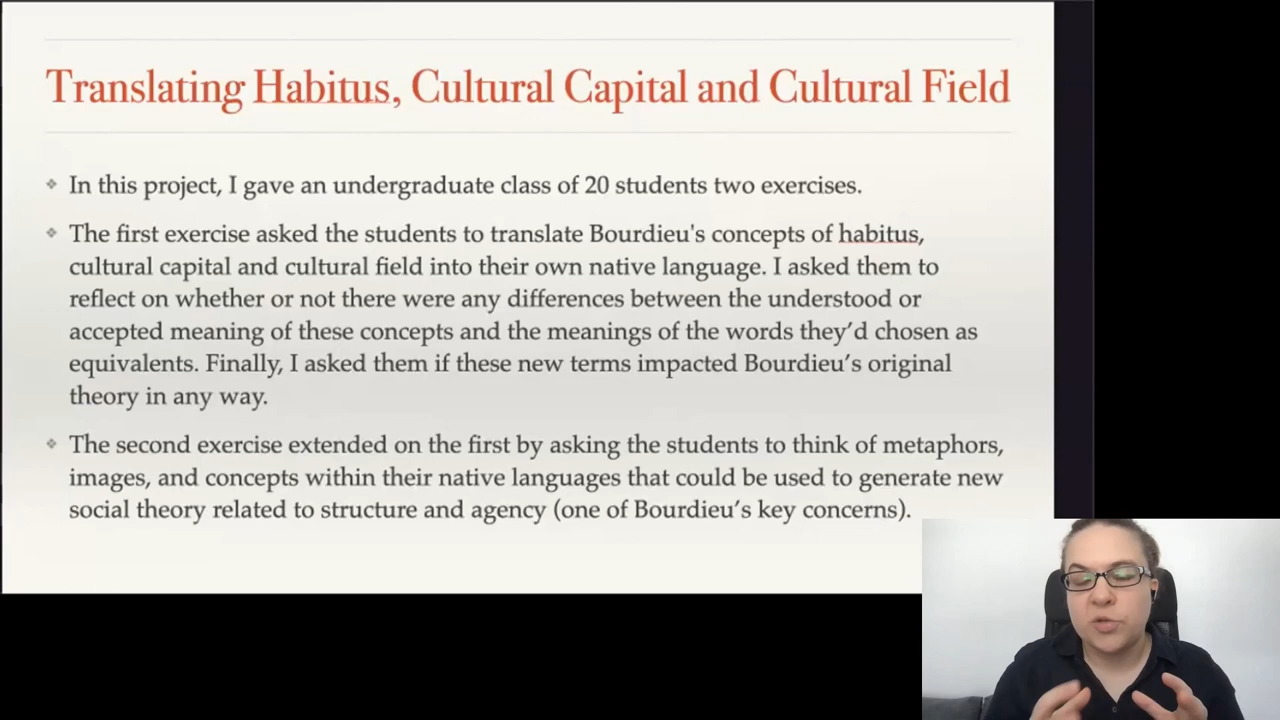 Translating Habitus, Cultural Capital and Cultural Field
In this project, I gave an undergraduate class of 20 students two exercises.
The first exercise asked the students to translate Bourdieu's concepts of habitus,
cultural capital and cultural field into their own native language. I asked them to
reflect on whether or not there were any differences between the understood or
accepted meaning of these concepts and the meanings of the words they’d chosen as
equivalents. Finally, I asked them if these new terms impacted Bourdieu’s original
theory in any way.
The second exercise extended on the first by asking the students to think of metaphors,
images, and concepts within their native languages that could be used to generate new
social theory related to structure and agency (one of Bourdieu’s key concerns).